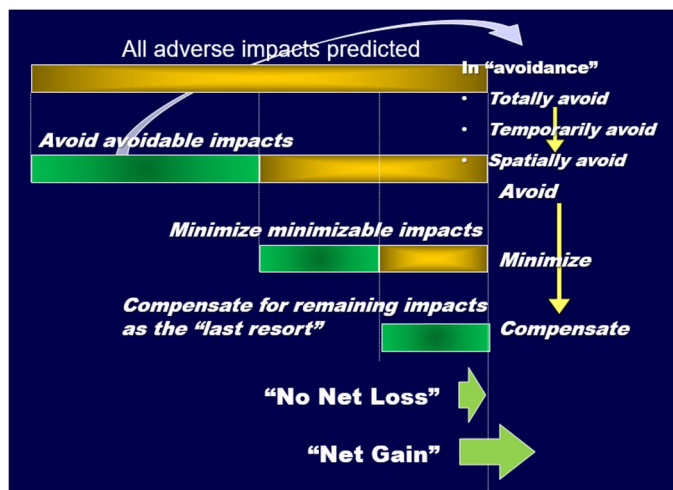 All adverse impacts predicted
In “avoidance”
• Totally avoid
• Temporarily avoid
• Spatially avoid
Avoid avoidable impacts
Avoid
Minimize minimizable impacts
Minimize
Compensate for remaining impacts
as the “last resort”
Compensate
“No Net Loss”
“Net Gain”